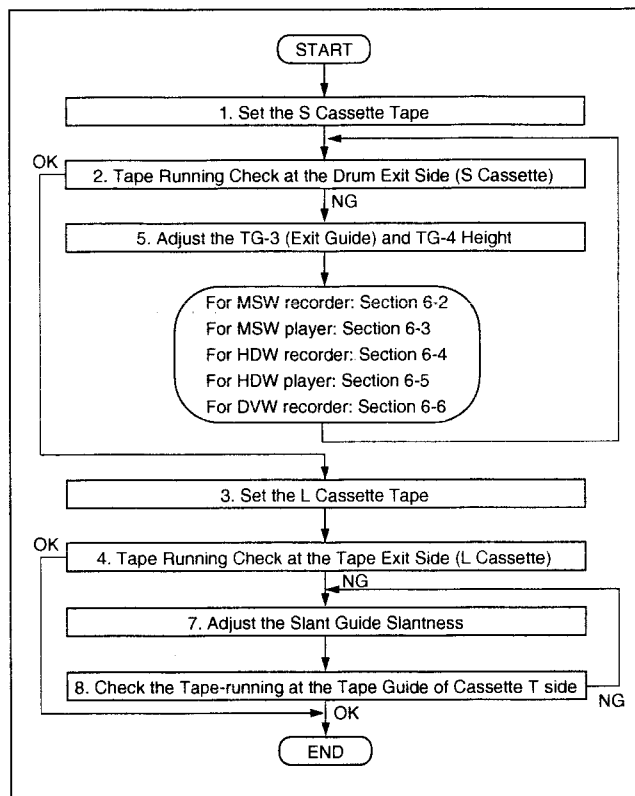 START
1. Set the S Cassette Tape
OK
2. Tape Running Check at the Drum Exit Side (S Cassette)
NG
5. Adjust the TG-3 (Exit Guide) and TG-4 Height
For MSW recorder: Section 6-2
For MSW player: Section 6-3
For HDW recorder: Section 6-4
For HDW player: Section 6-5
For DVW recorder: Section 6-6
3. Set the L Cassette Tape
OK
4. Tape Running Check at the Tape Exit Side (L Cassette)
NG
7. Adjust the Slant Guide Slantness
8. Check the Tape-running at the Tape Guide of Cassette T side
OK
NG
END